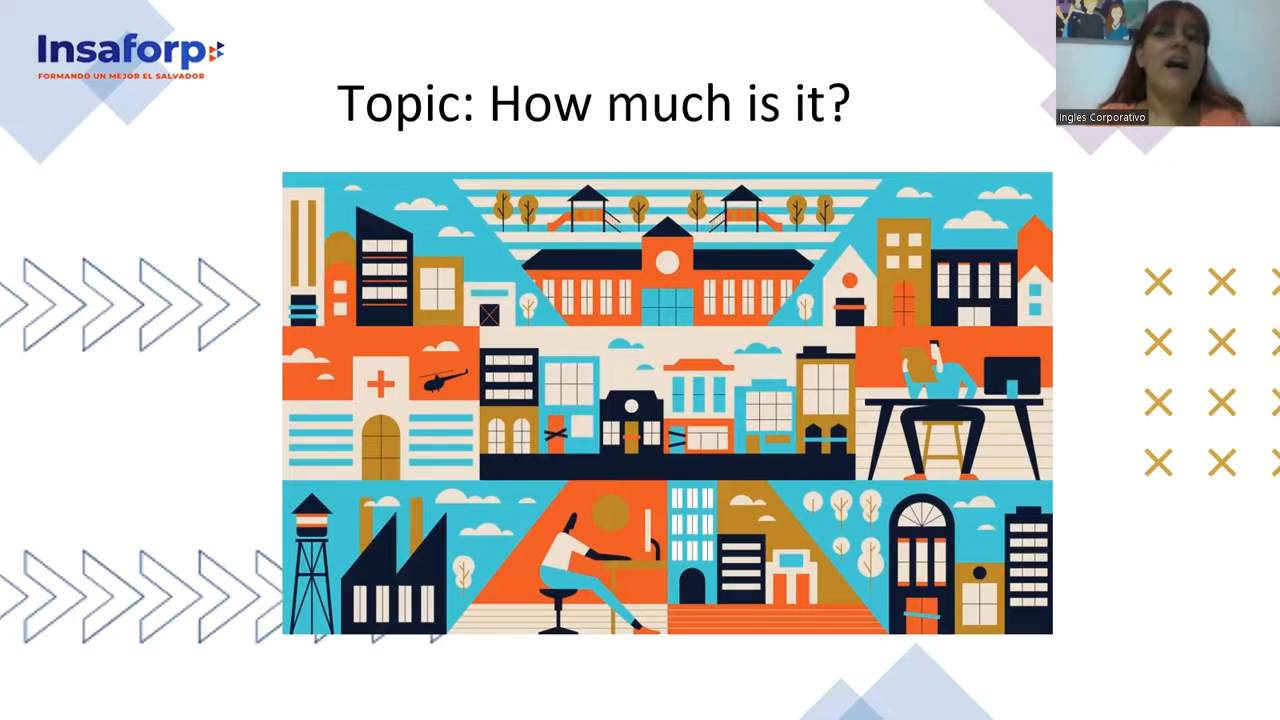 Insaforp
FORMANDO UN MEJOR EL SALVADOR
Topic: How much is it?
Ingles Corporativo